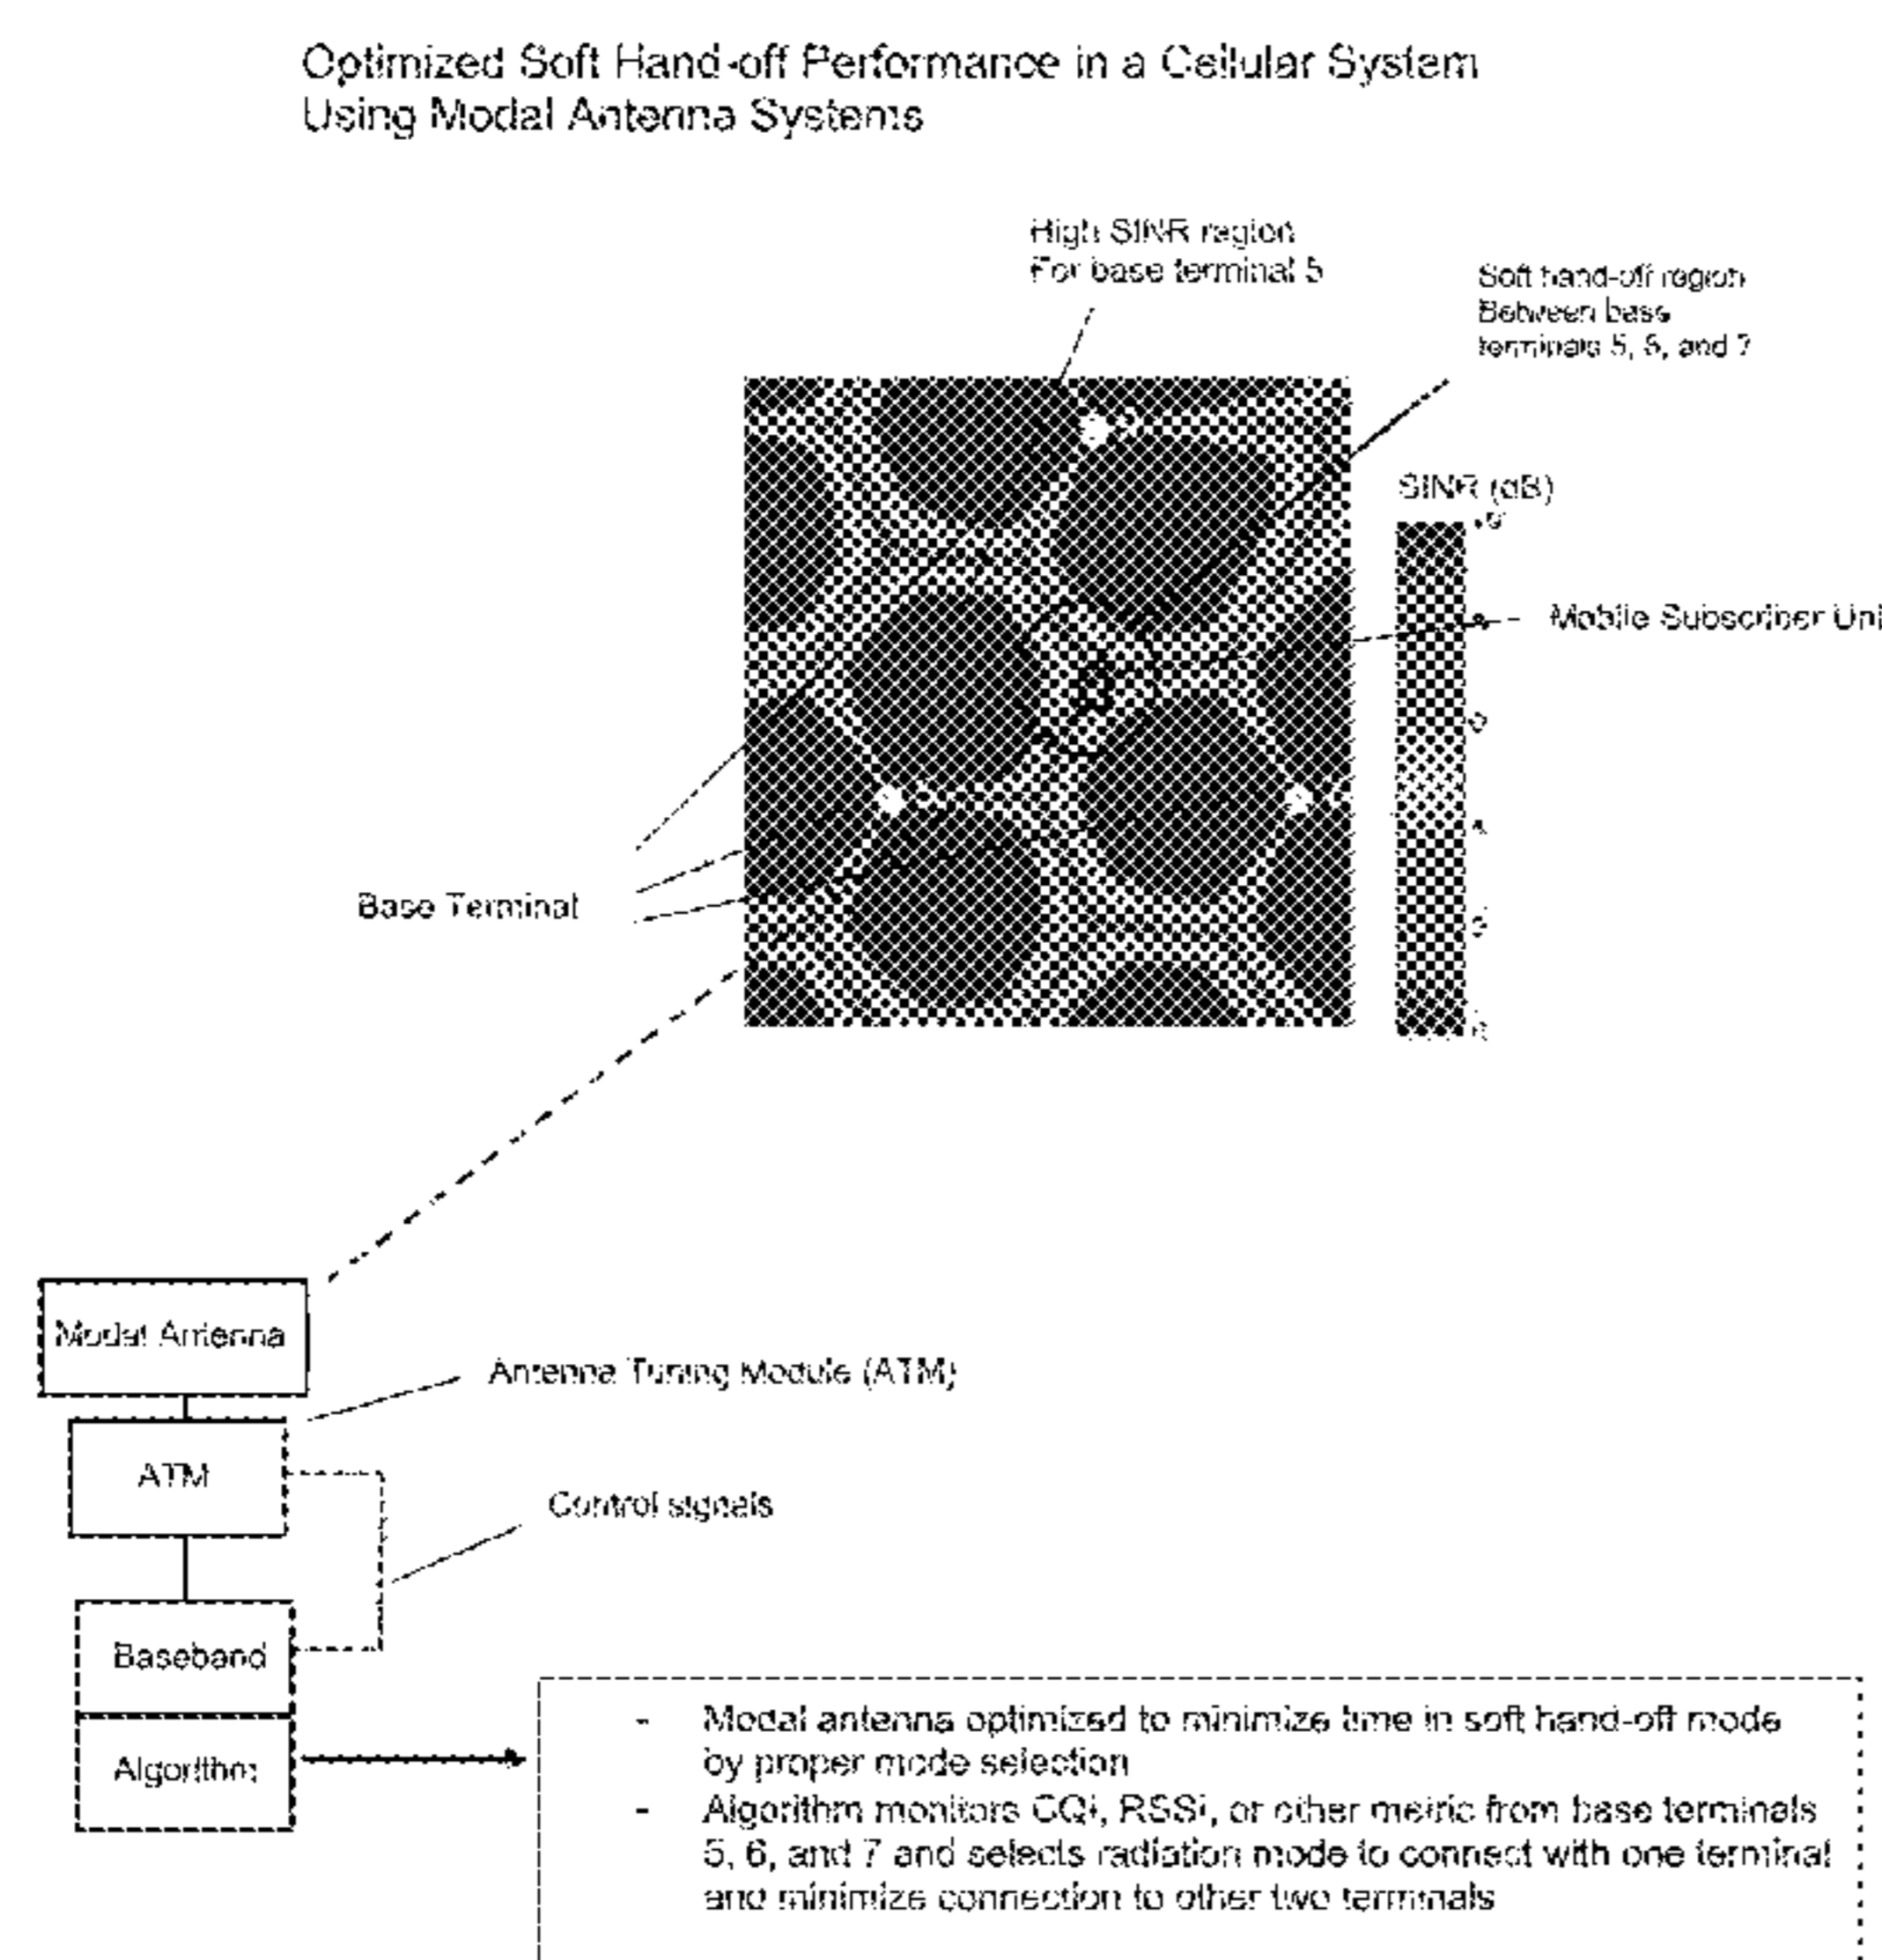 Optimized Soft Hand-off Performance in a Cellular System
Using Modal Antenna Systems
High SINR region
For base terminal 5
Soft hand-off region
Between base
terminals 5, 6, and 7
SINR (dB)
Mobile Subscriber Uni
Base Terminal
Modal Antenna
Antenna Tuning Module (ATM)
ATM
Control signals
Baseband
Algorithm
- Modal antenna optimized to minimize time in soft hand-off mode
by proper mode selection
- Algorithm monitors CQI, RSSI, or other metric from base terminals
5, 6, and 7 and selects radiation mode to connect with one terminal
and minimize connection to other two terminals